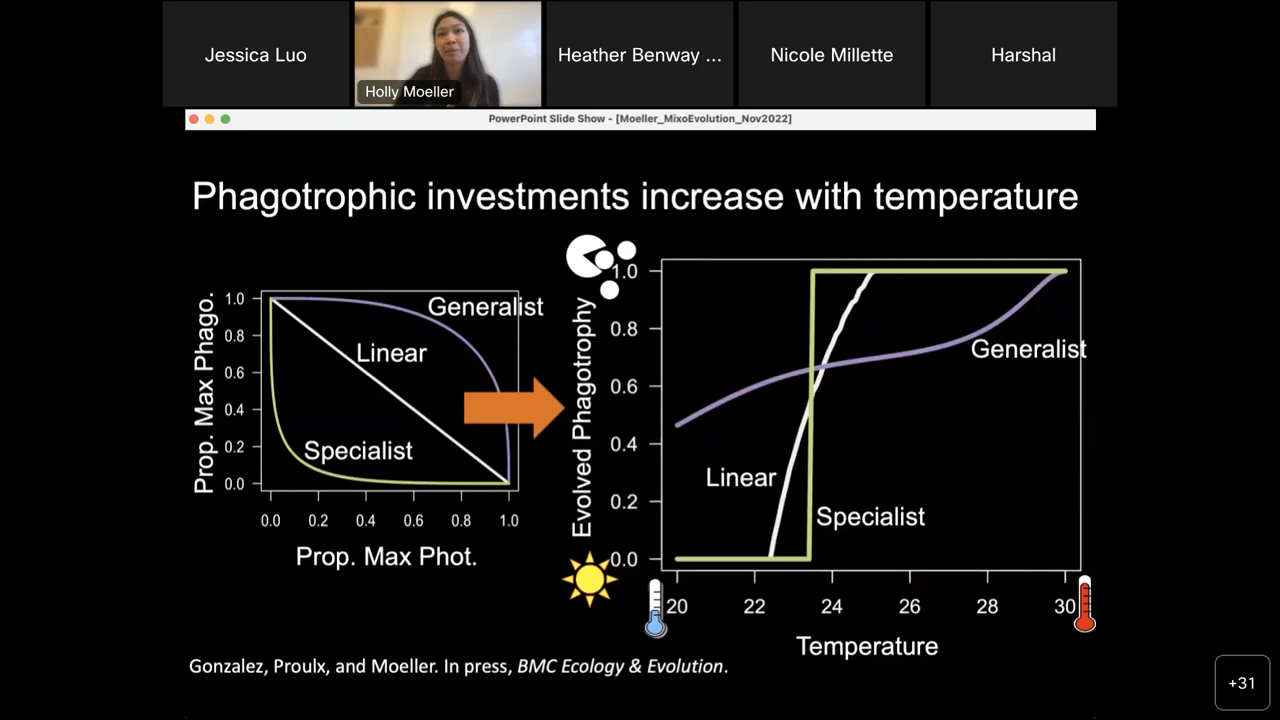 Jessica Luo
Holly Moeller
Heather Benway ...
Nicole Millette
Harshal
PowerPoint Slide Show - [Moeller_MixoEvolution_Nov2022]
Phagotrophic investments increase with temperature
Prop. Max Phago.
1.0
0.8
0.6
0.4
0.2
0.0
Generalist
Linear
Specialist
0.0 0.2 0.4 0.6 0.8 1.0
Prop. Max Phot.
Evolved Phagotrophy
1.0
0.8
0.6
0.4
0.2
0.0
Generalist
Linear
Specialist
20 22 24 26 28 30
Temperature
Gonzalez, Proulx, and Moeller. In press, BMC Ecology & Evolution.
+31